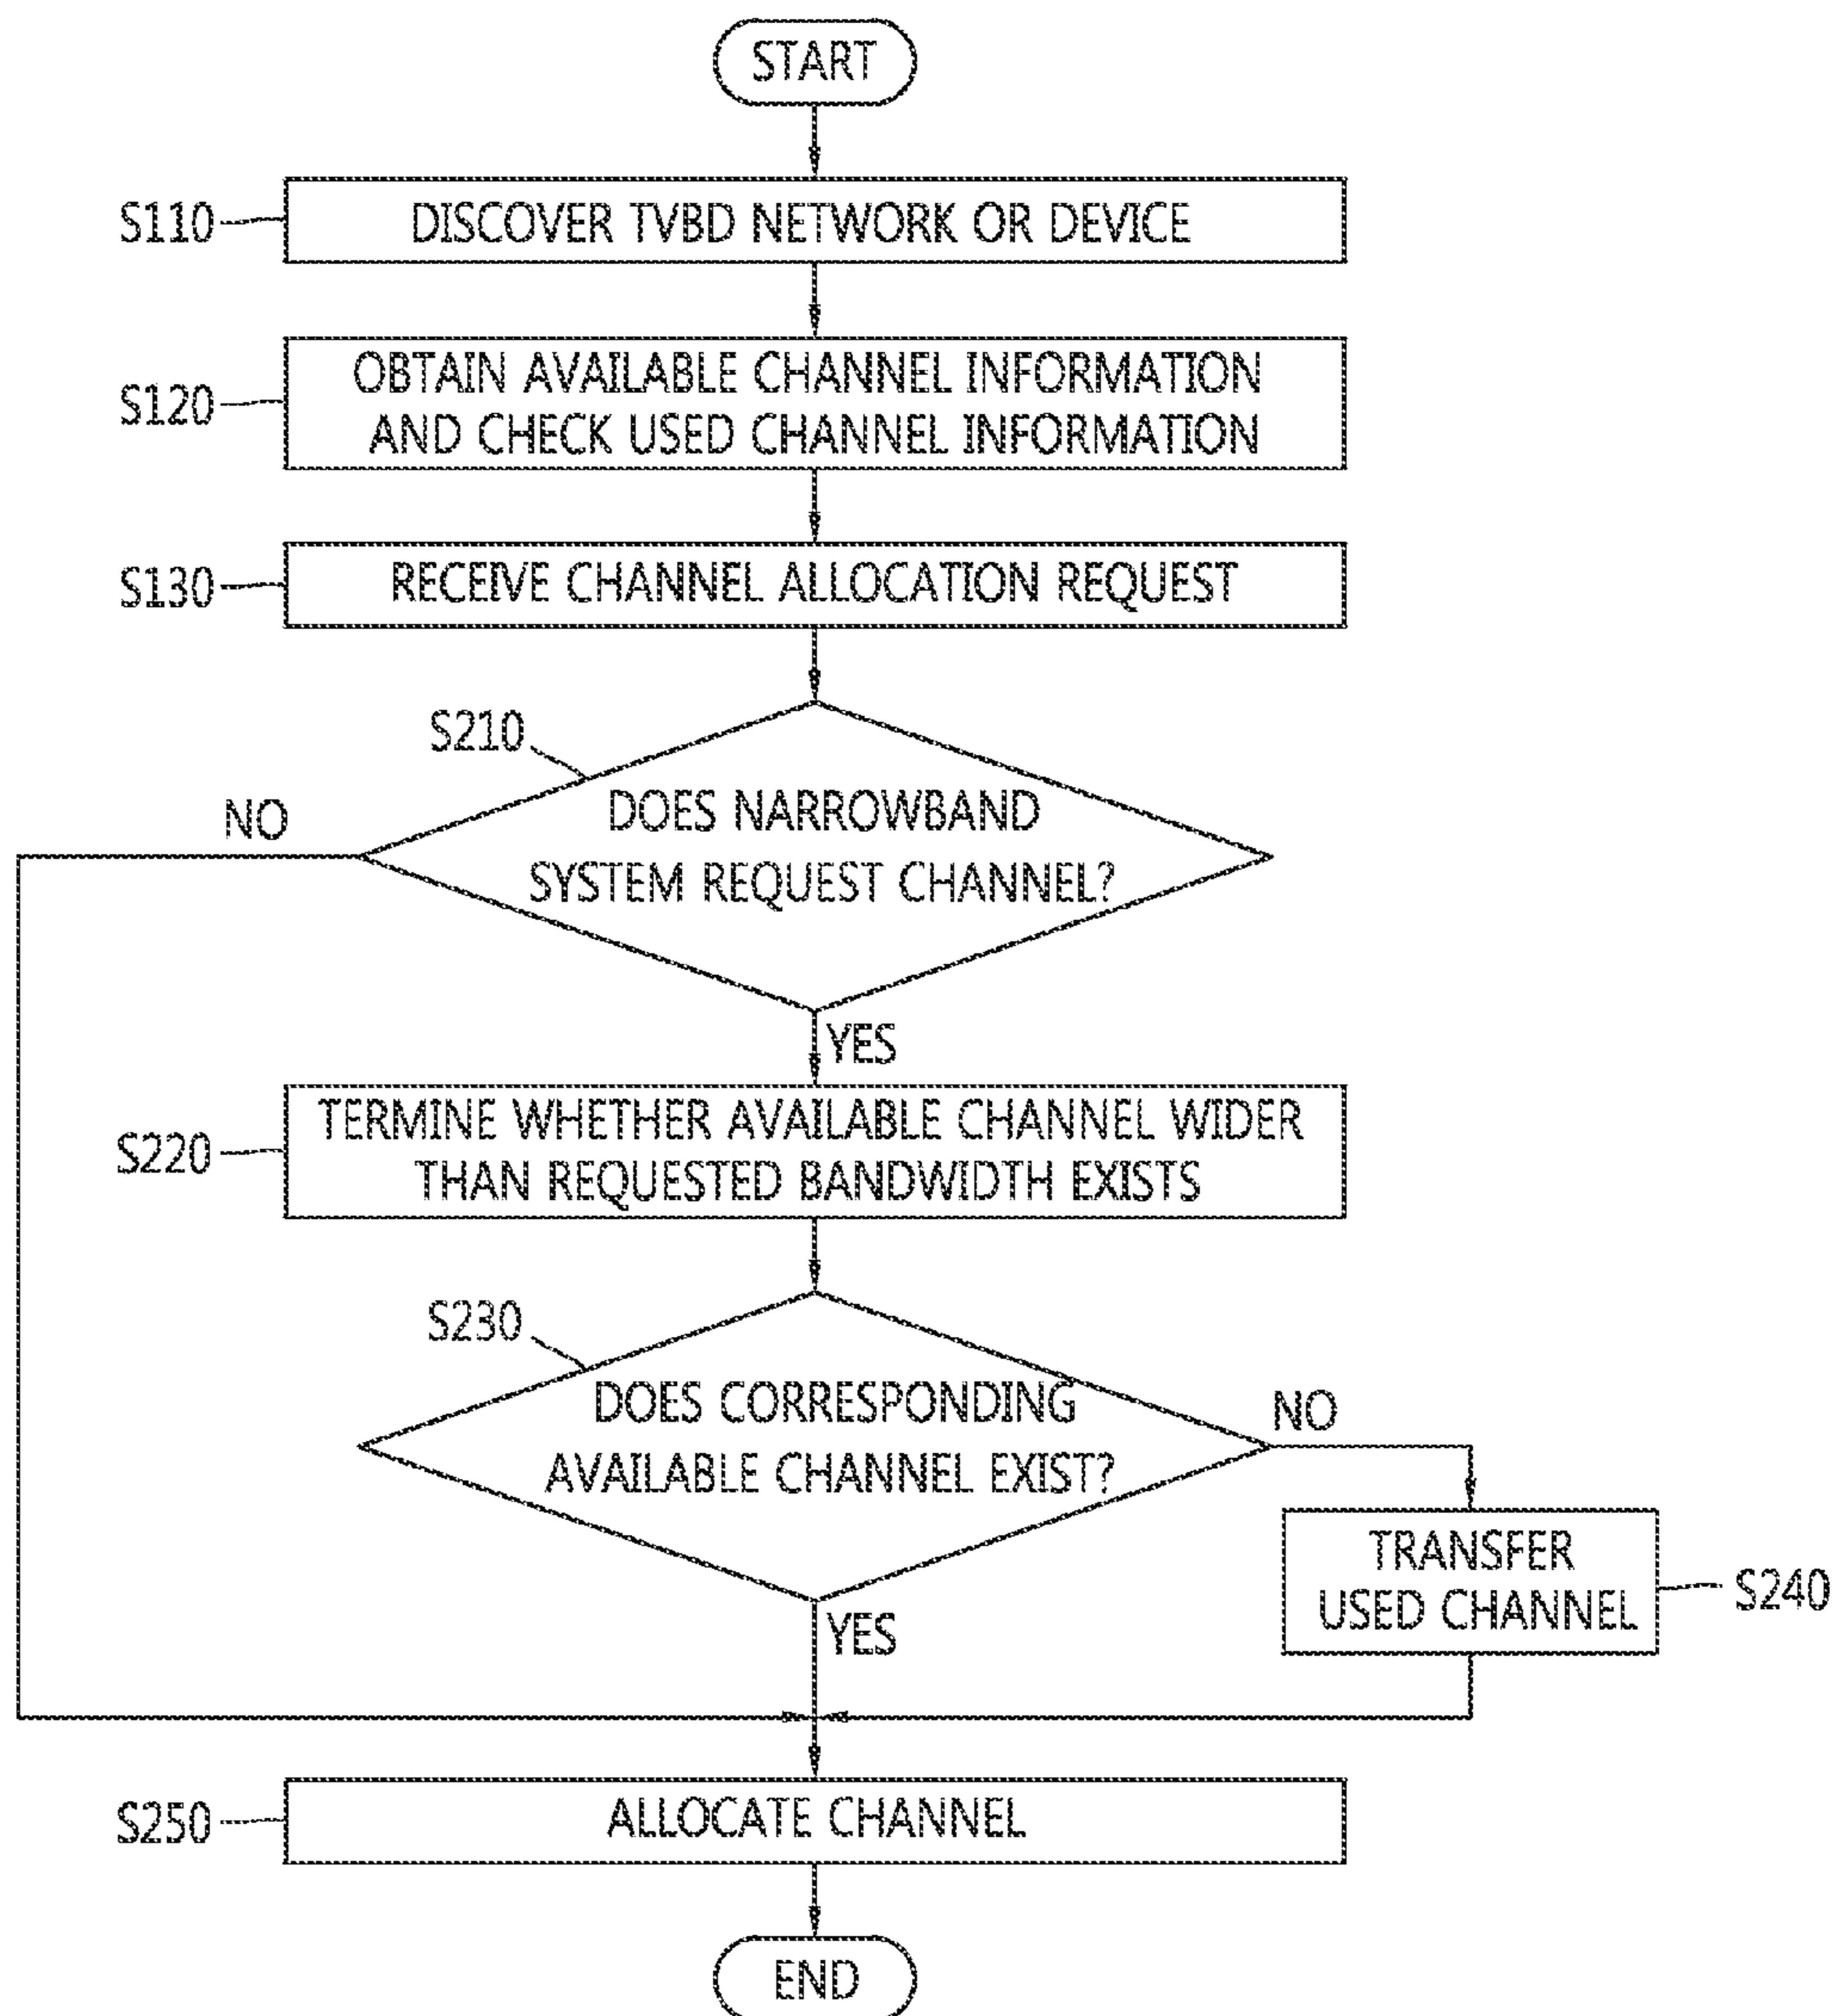 START
S110
DISCOVER TVBD NETWORK OR DEVICE
S120
OBTAIN AVAILABLE CHANNEL INFORMATION
AND CHECK USED CHANNEL INFORMATION
S130
RECEIVE CHANNEL ALLOCATION REQUEST
S210
NO
DOES NARROWBAND
SYSTEM REQUEST CHANNEL?
YES
S220
TERMINE WHETHER AVAILABLE CHANNEL WIDER
THAN REQUESTED BANDWIDTH EXISTS
S230
DOES CORRESPONDING
AVAILABLE CHANNEL EXIST?
NO
TRANSFER
USED CHANNEL
S240
YES
S250
ALLOCATE CHANNEL
END